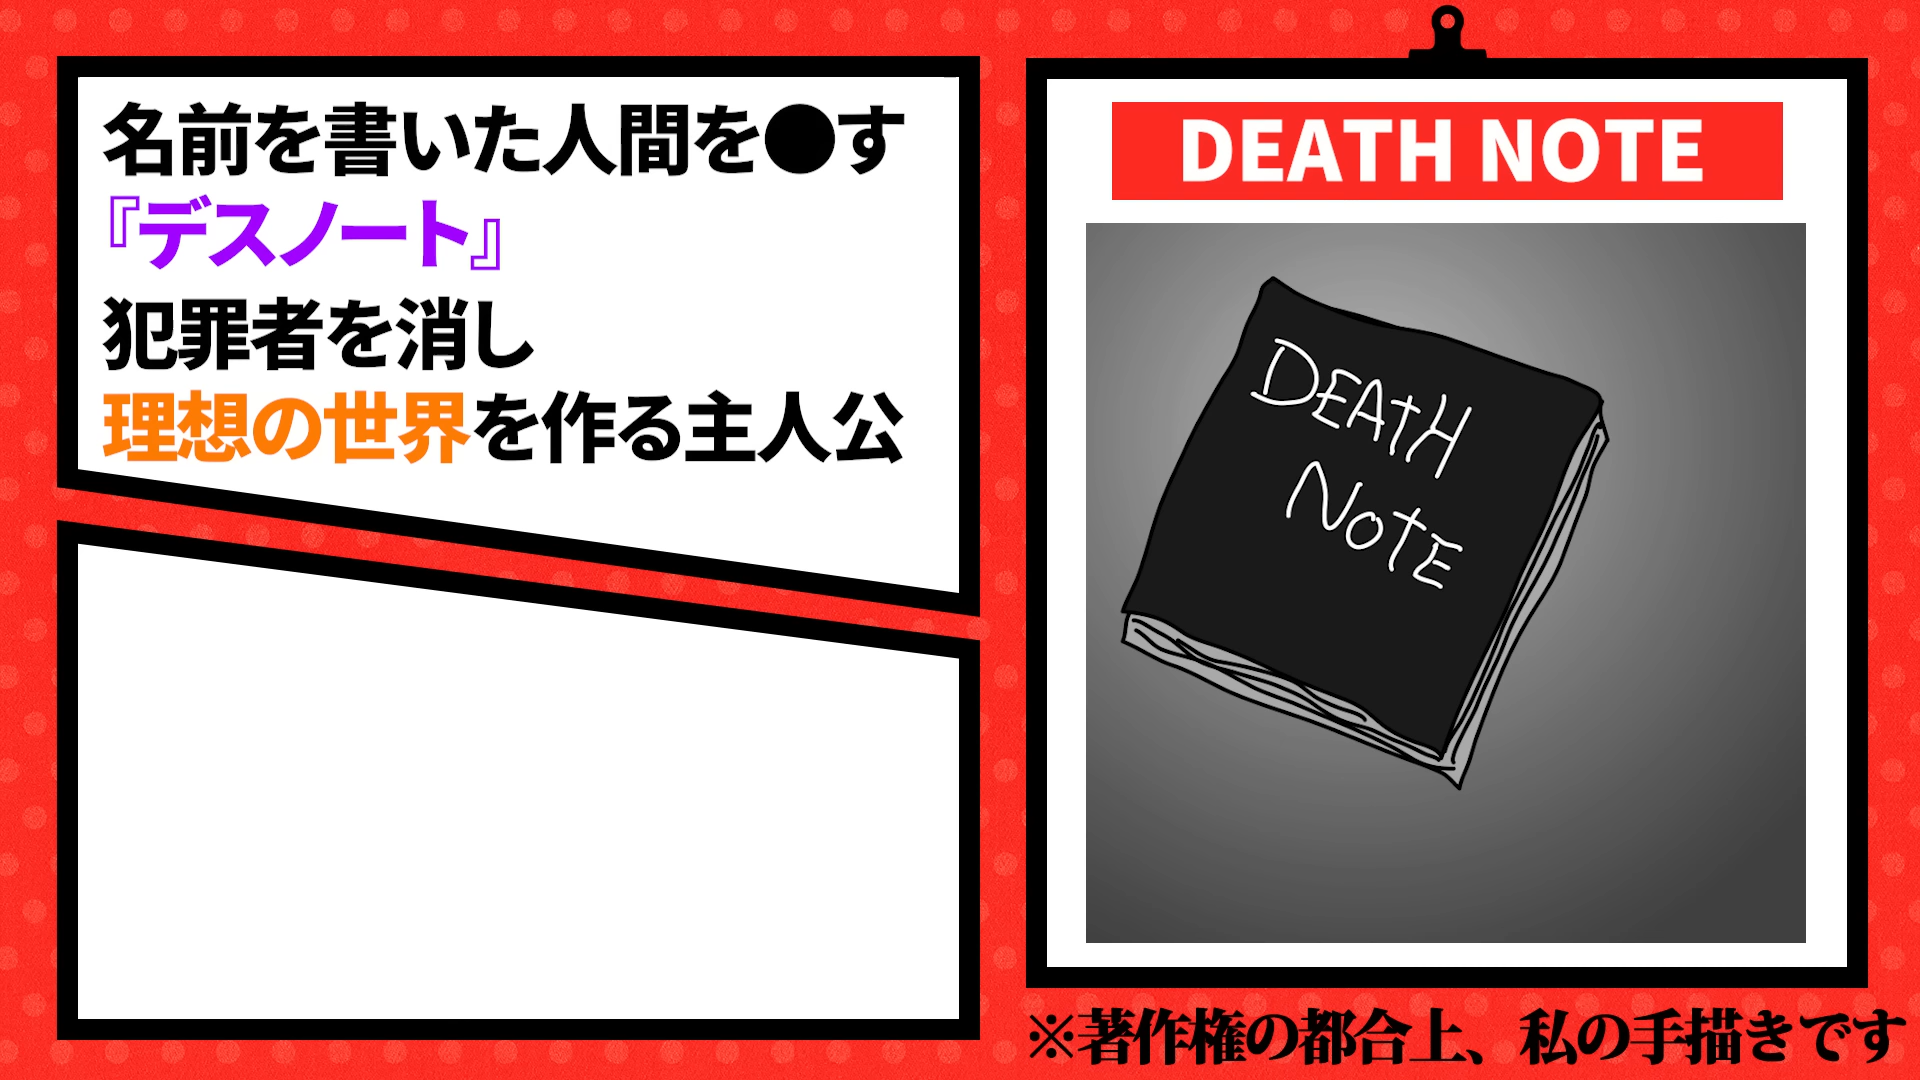 名前を書いた人間を●す
『デスノート』
犯罪者を消し
理想の世界を作る主人公
DEATH NOTE
DEATH
NOTE
※著作権の都合上、私の手描きです